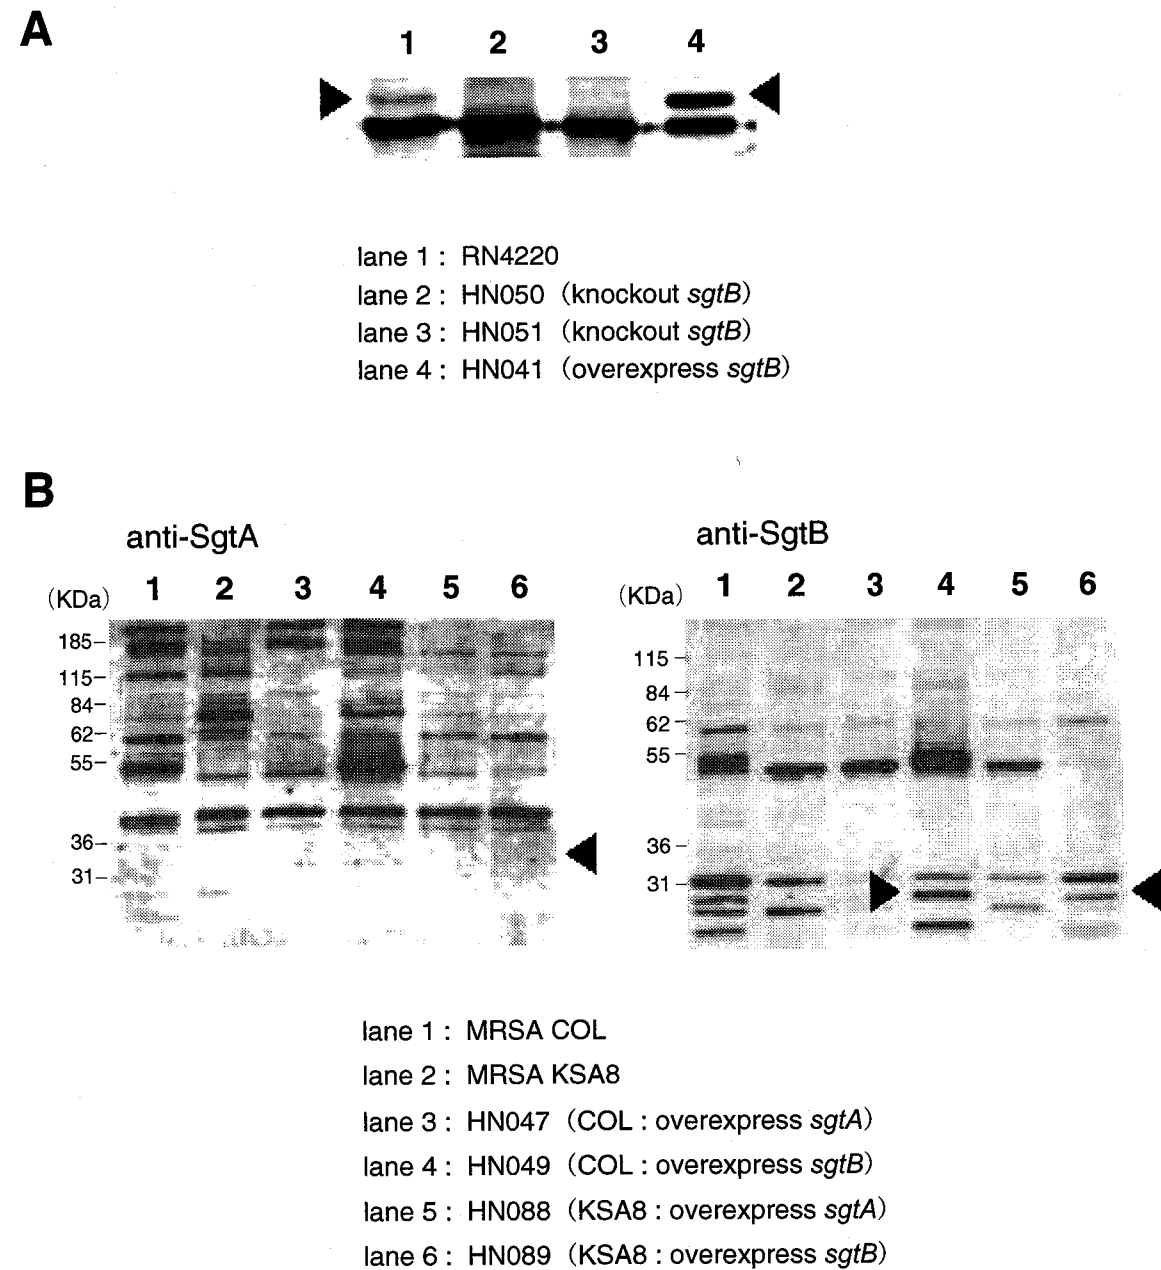 A
1 2 3 4
lane 1 : RN4220
lane 2 : HN050 (knockout sgtB)
lane 3 : HN051 (knockout sgtB)
lane 4 : HN041 (overexpress sgtB)
B
anti-SgtA
(KDa) 1 2 3 4 5 6
185
115
84
62
55
36
31
anti-SgtB
(KDa) 1 2 3 4 5 6
115
84
62
55
36
31
lane 1 : MRSA COL
lane 2 : MRSA KSA8
lane 3 : HN047 (COL : overexpress sgtA)
lane 4 : HN049 (COL : overexpress sgtB)
lane 5 : HN088 (KSA8 : overexpress sgtA)
lane 6 : HN089 (KSA8 : overexpress sgtB)